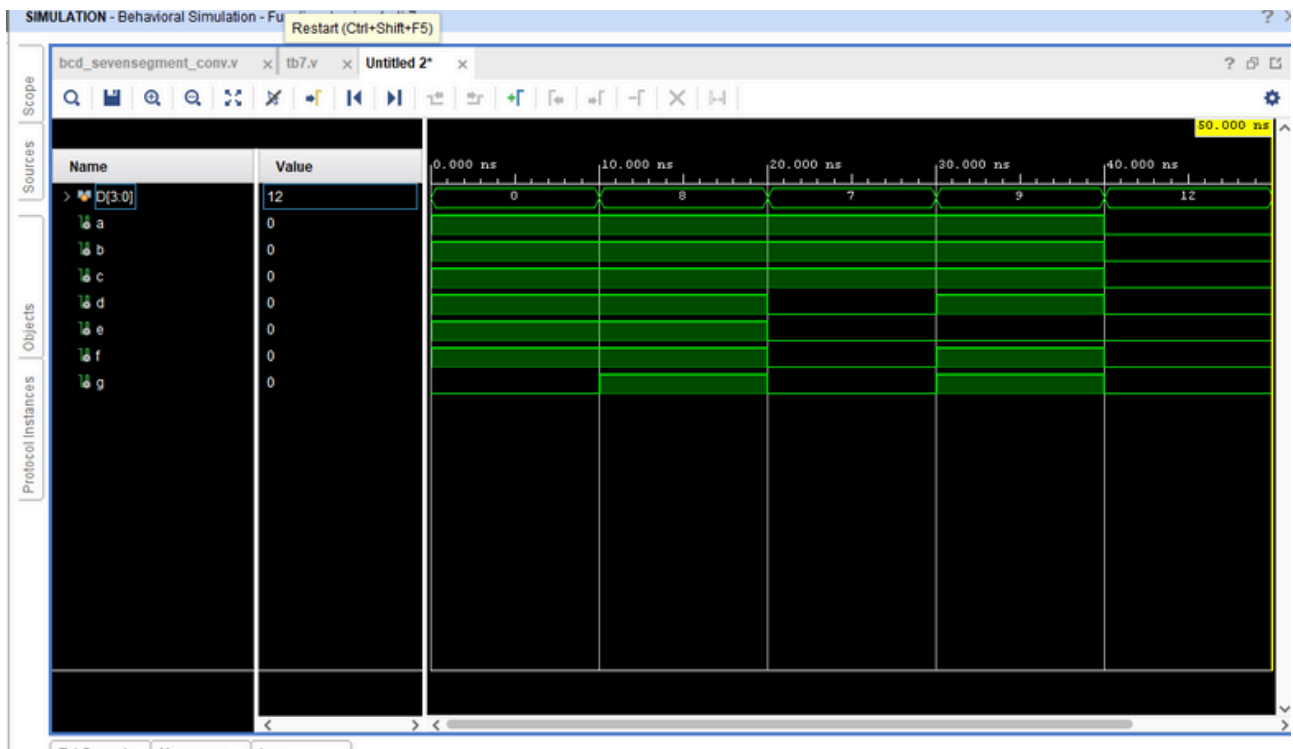 SIMULATION - Behavioral Simulation -
Restart (Ctrl+Shift+F5)
bcd_sevensegment_conv.v
tb7.v
Untitled 2*
Scope
Sources
Objects
Protocol Instances
50.000 ns
Name Value
0.000 ns 10.000 ns 20.000 ns 30.000 ns 40.000 ns
D[3:0] 12 0 8 7 9 12
a 0
b 0
c 0
d 0
e 0
f 0
g 0